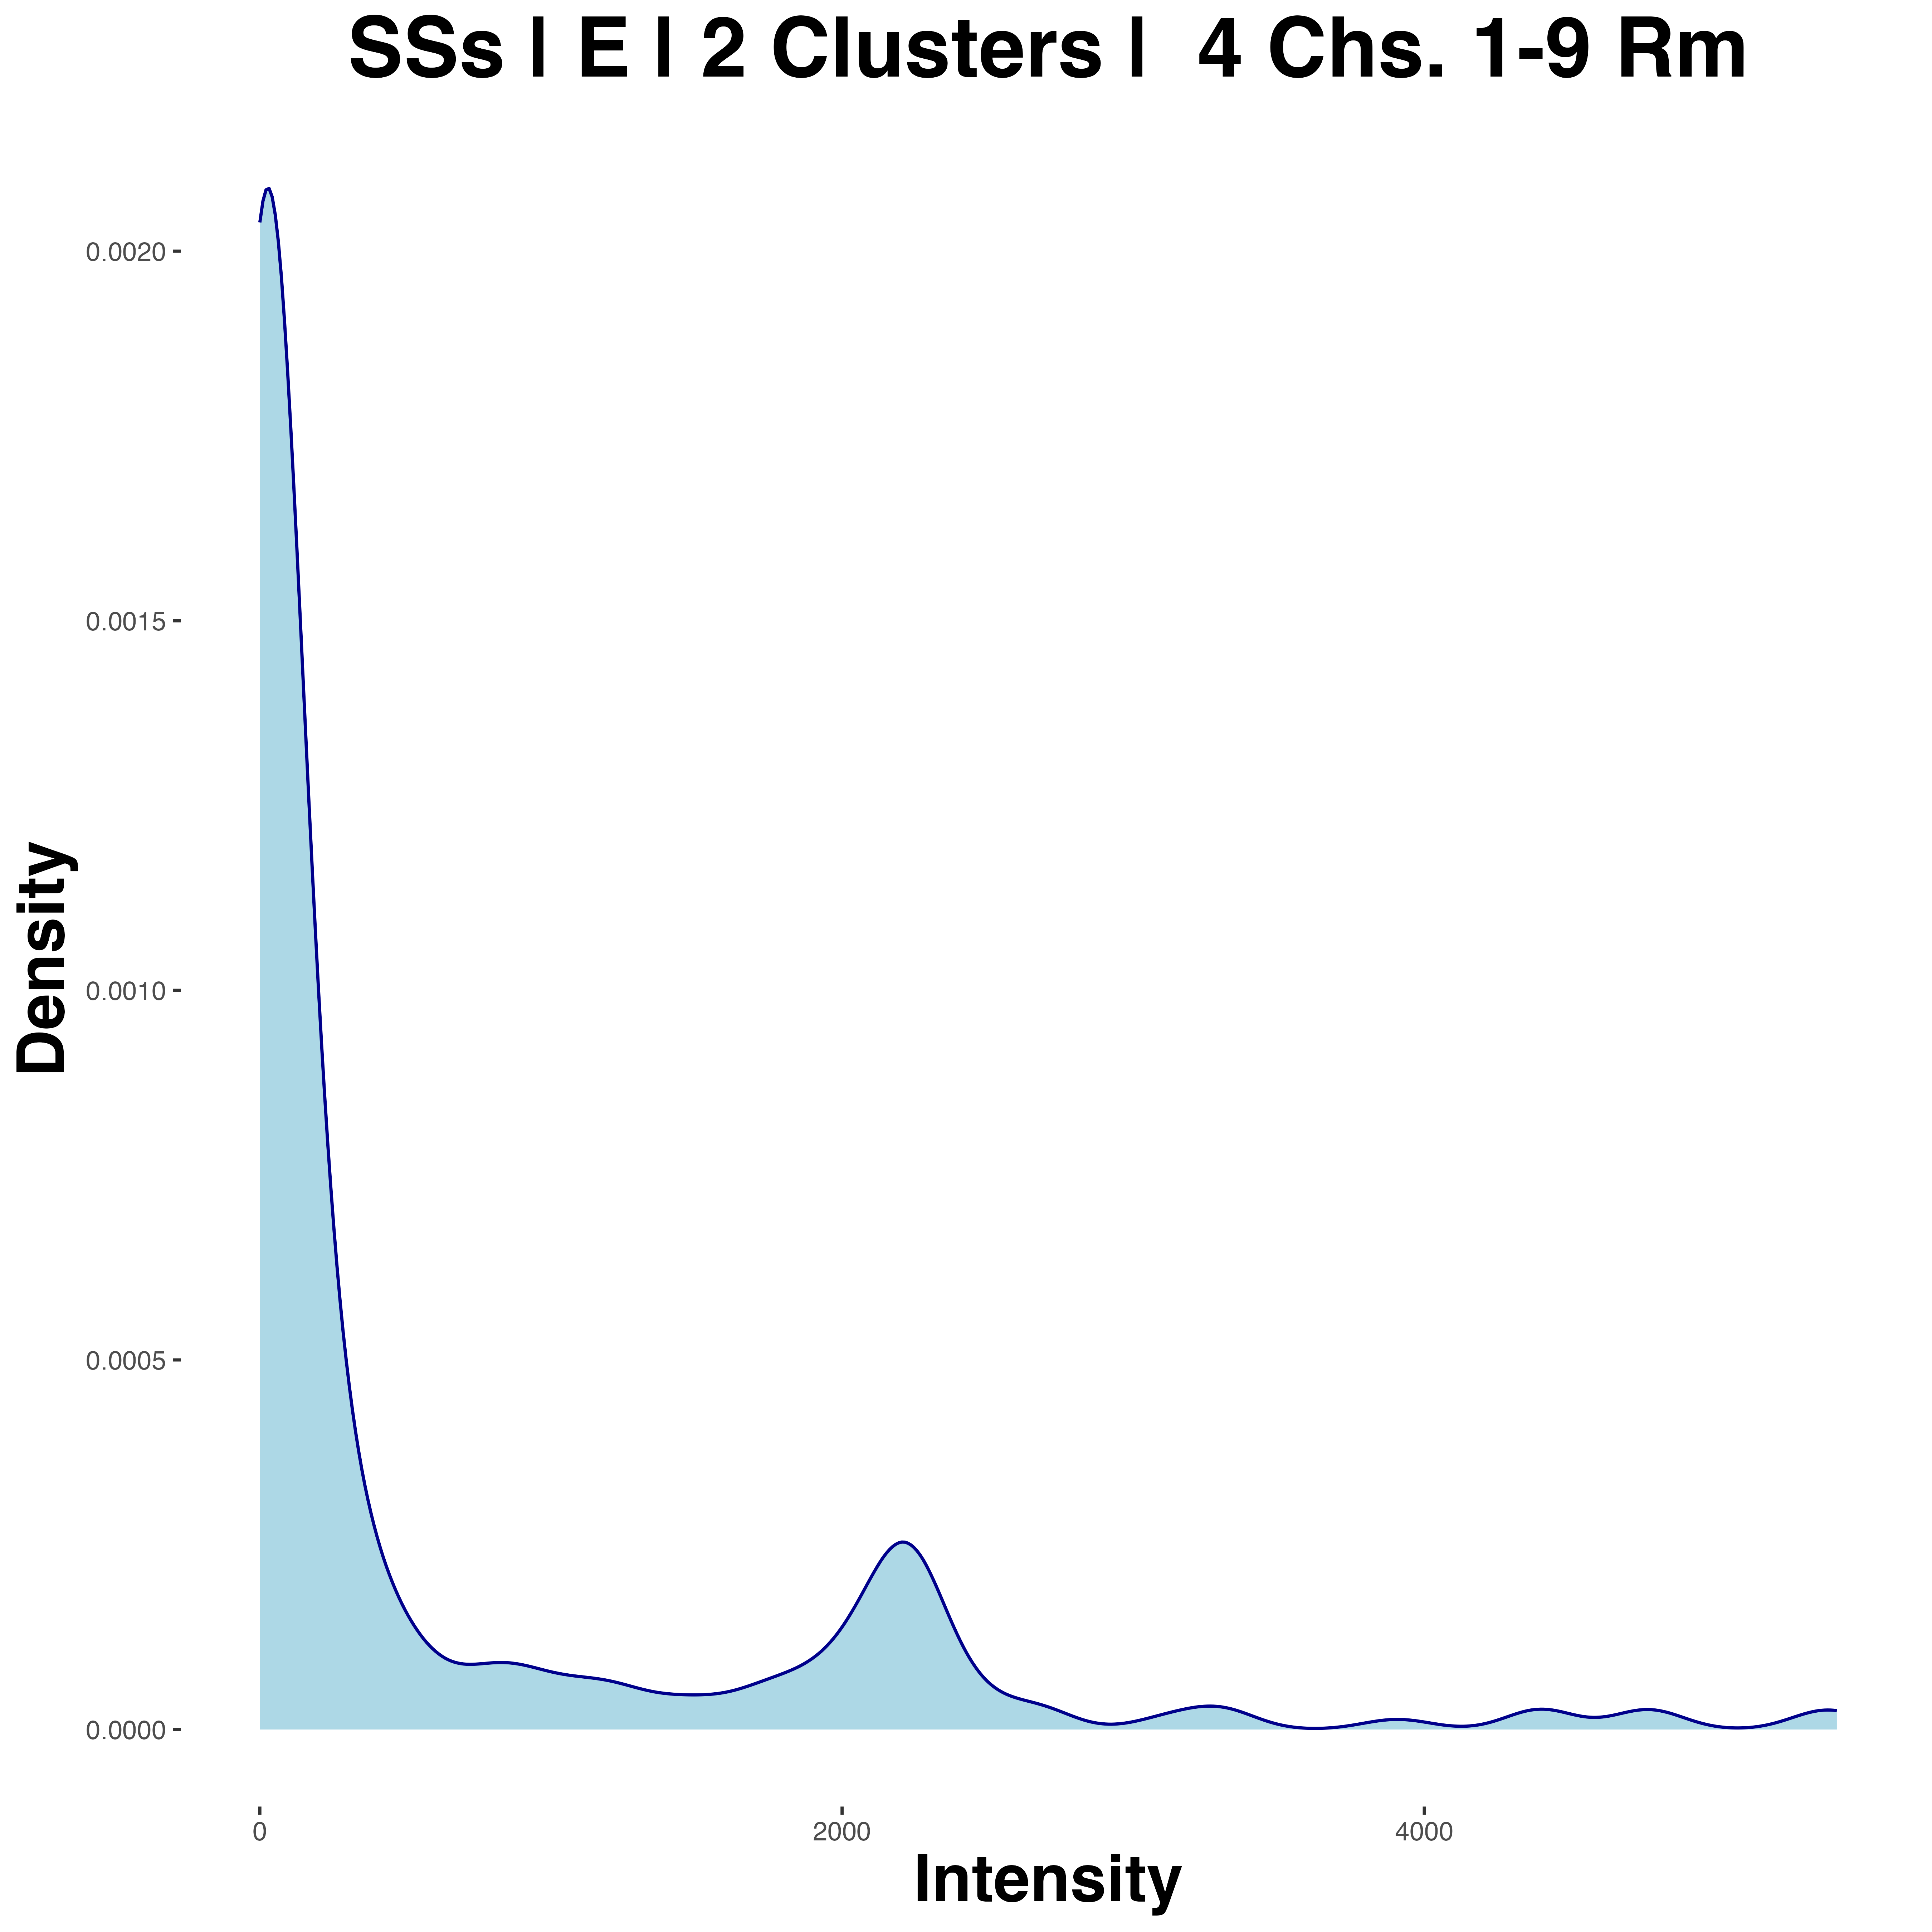 SSs | E | 2 Clusters | 4 Chs. 1-9 Rm
Density
0.0020
0.0015
0.0010
0.0005
0.0000
0 2000 4000
Intensity